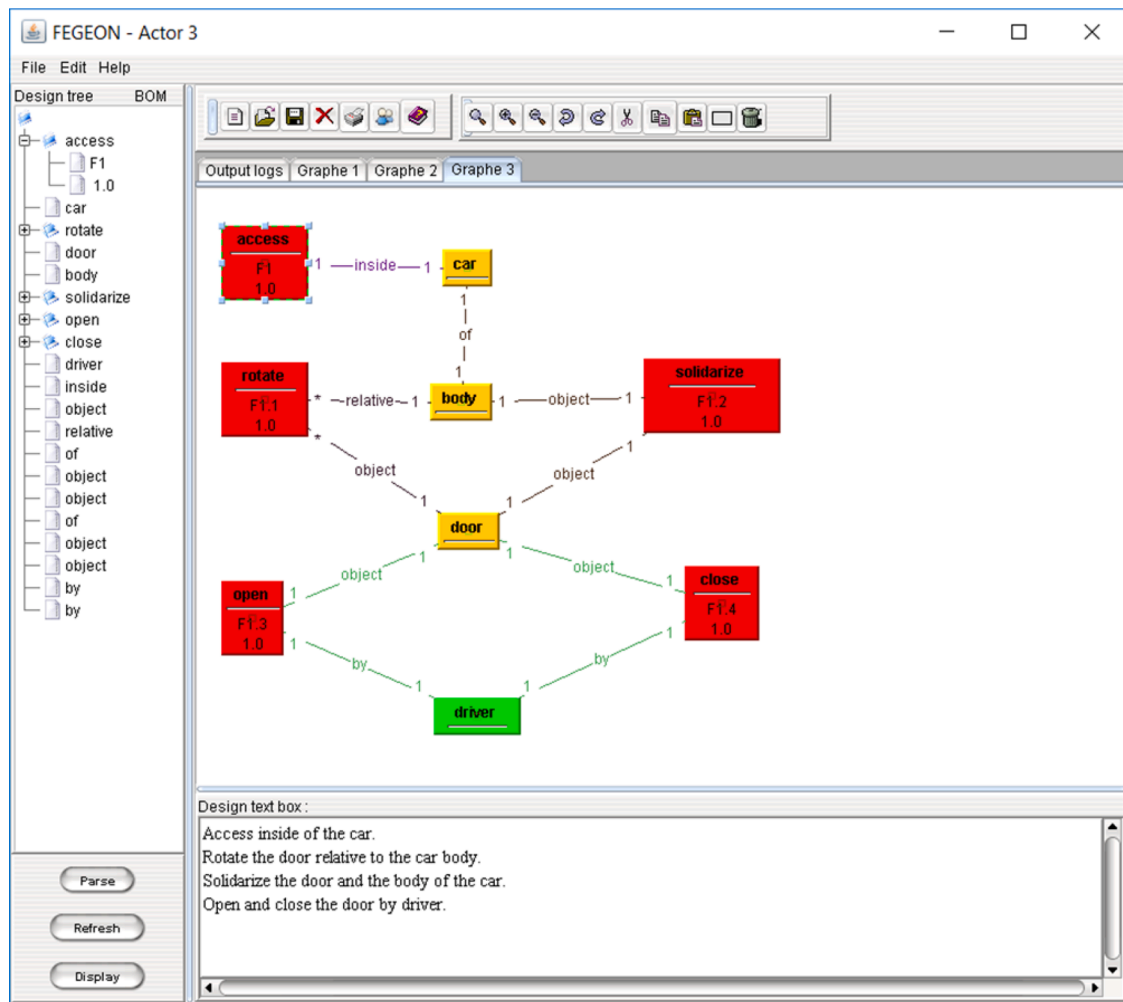 FEGEON - Actor 3
File Edit Help
Design tree BOM
access
F1
1.0
car
rotate
door
body
solidarize
open
close
driver
inside
object
relative
of
object
object
of
object
object
by
by
Parse
Refresh
Display
Output logs Graphe 1 Graphe 2 Graphe 3
access
F1
1.0
1 inside 1
car
1
of
1
rotate
F1.1
1.0
* relative 1
body
1 object 1
solidarize
F1.2
1.0
*
object
1
1
object
1
door
1
object
1
1
object
1
open
F1.3
1.0
close
F1.4
1.0
1
by
1
1
by
1
driver
Design text box :
Access inside of the car.
Rotate the door relative to the car body.
Solidarize the door and the body of the car.
Open and close the door by driver.